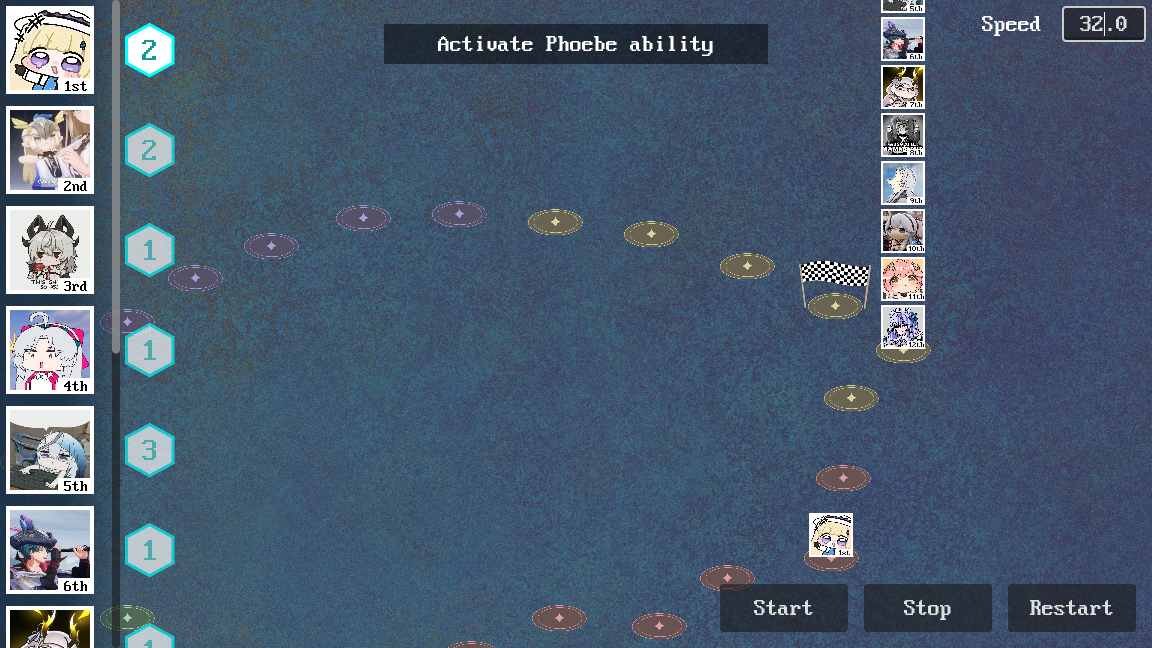 1st
2
Activate Phoebe ability
Speed
32.0
5th
6th
7th
8th
9th
10th
11th
12th
2nd
2
3rd
1
4th
1
5th
3
6th
1
1st
1
Start
Stop
Restart